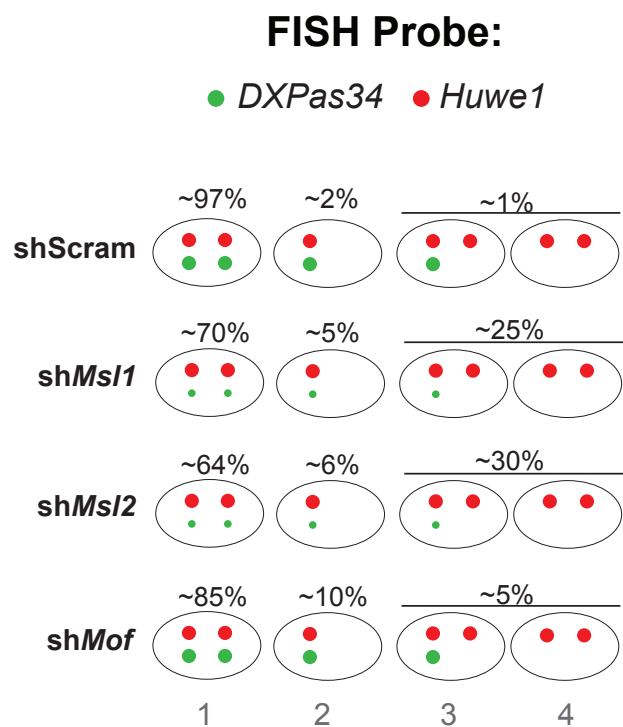 FISH Probe:
DXPas34 Huwe1
~97% ~2% ~1%
shScram
~70% ~5% ~25%
shMsl1
~64% ~6% ~30%
shMsl2
~85% ~10% ~5%
shMof
1 2 3 4